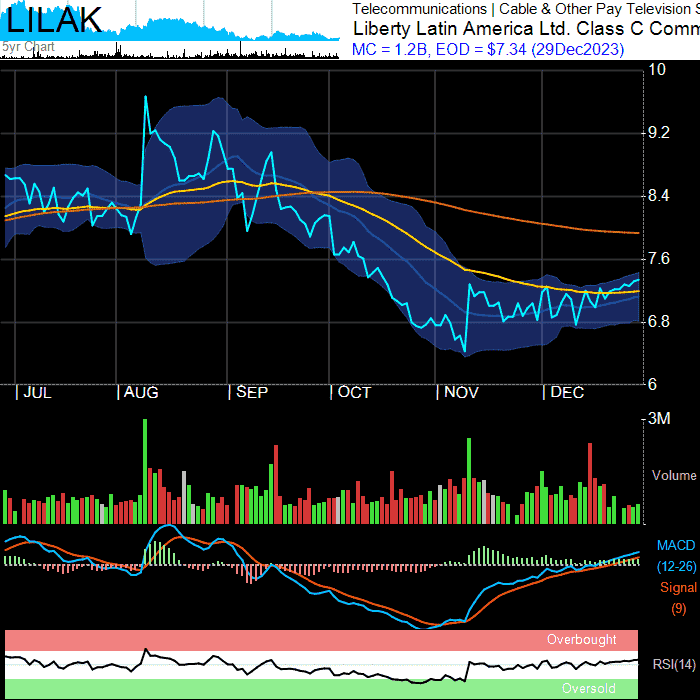 LILAK
5yr Chart
Telecommunications | Cable & Other Pay Television S
Liberty Latin America Ltd. Class C Comm
MC = 1.2B, EOD = $7.34 (29Dec2023)
10
9.2
8.4
7.6
6.8
6
| JUL | AUG | SEP | OCT | NOV | DEC
3M
Volume
MACD
(12-26)
Signal
(9)
Overbought
RSI(14)
Oversold